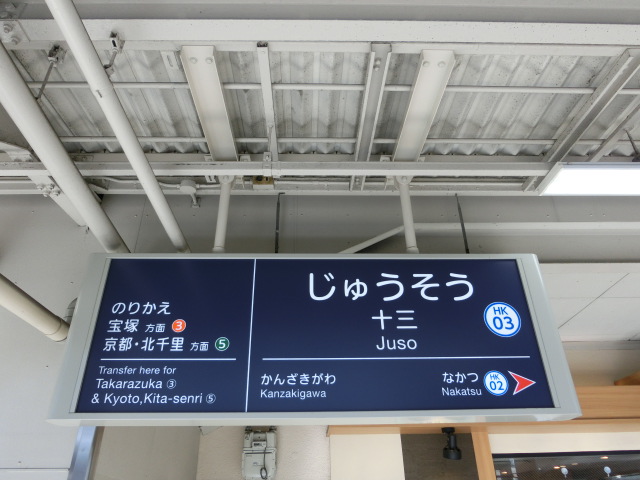 のりかえ
宝塚 方面 3
京都・北千里 方面 5
Transfer here for
Takarazuka 3
& Kyoto,Kita-senri 5
じゅうそう
十三
Juso
HK
03
かんざきがわ
Kanzakigawa
なかつ
Nakatsu
HK
02